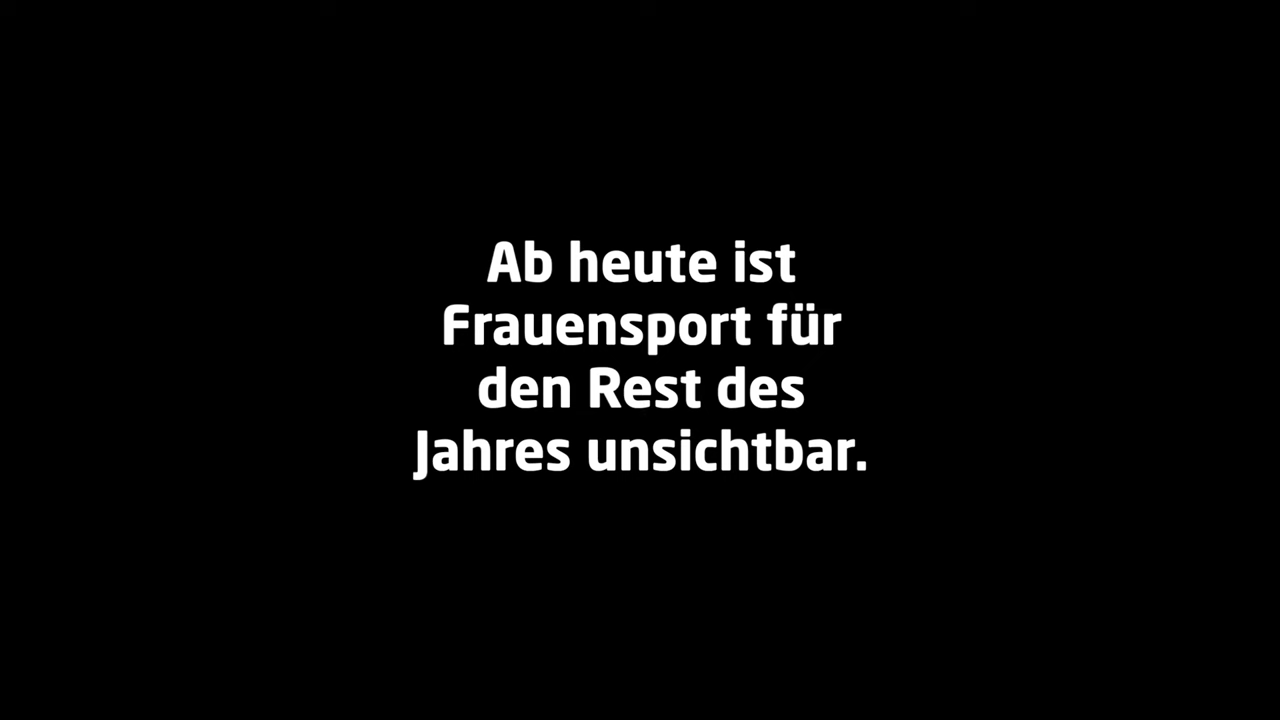 Ab heute ist
Frauensport für
den Rest des
Jahres unsichtbar.